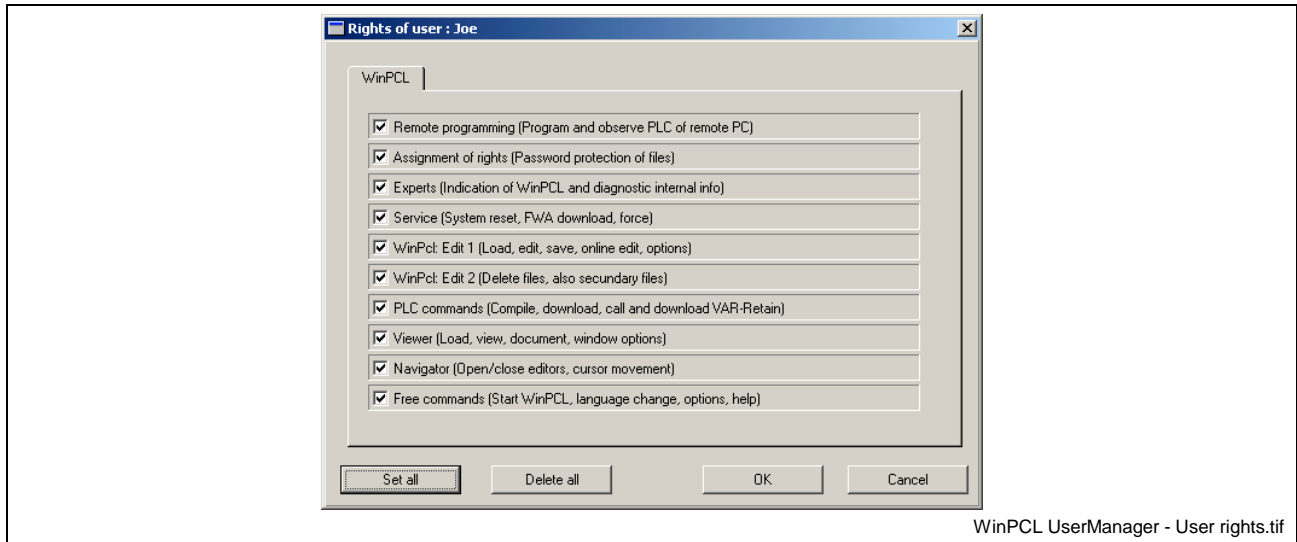 Rights of user : Joe
WinPCL
Remote programming (Program and observe PLC of remote PC)
Assignment of rights (Password protection of files)
Experts (Indication of WinPCL and diagnostic internal info)
Service (System reset, FWA download, force)
WinPcl: Edit 1 (Load, edit, save, online edit, options)
WinPcl: Edit 2 (Delete files, also secundary files)
PLC commands (Compile, download, call and download VAR-Retain)
Viewer (Load, view, document, window options)
Navigator (Open/close editors, cursor movement)
Free commands (Start WinPCL, language change, options, help)
Set all Delete all OK Cancel
WinPCL UserManager - User rights.tif